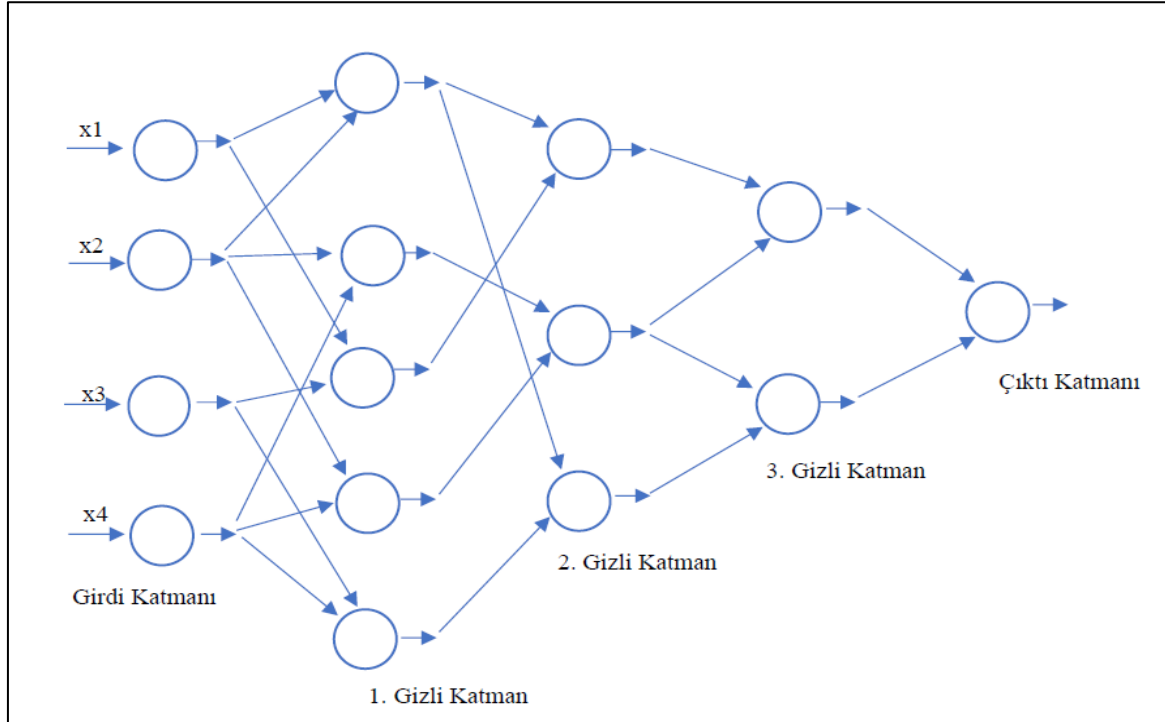 x1
x2
x3
x4
Girdi Katmanı
1. Gizli Katman
2. Gizli Katman
3. Gizli Katman
Çıktı Katmanı